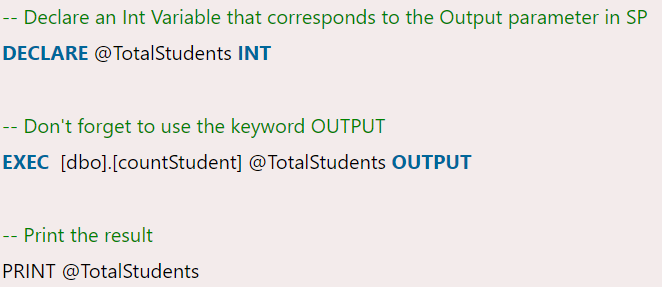 -- Declare an Int Variable that corresponds to the Output parameter in SP
DECLARE @TotalStudents INT
-- Don't forget to use the keyword OUTPUT
EXEC  [dbo].[countStudent] @TotalStudents OUTPUT
-- Print the result
PRINT @TotalStudents